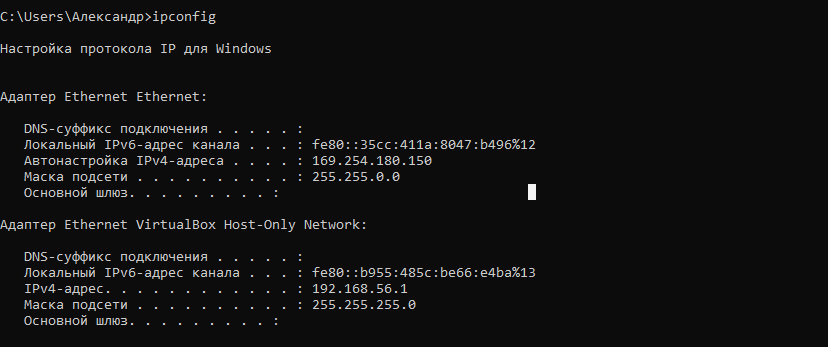 C:\Users\Александр>ipconfig
Настройка протокола IP для Windows
Адаптер Ethernet Ethernet:
DNS-суффикс подключения . . . . . :
Локальный IPv6-адрес канала . . . : fe80::35cc:411a:8047:b496%12
Автонастройка IPv4-адреса . . . . : 169.254.180.150
Маска подсети . . . . . . . . . . : 255.255.0.0
Основной шлюз. . . . . . . . . :
Адаптер Ethernet VirtualBox Host-Only Network:
DNS-суффикс подключения . . . . . :
Локальный IPv6-адрес канала . . . : fe80::b955:485c:be66:e4ba%13
IPv4-адрес. . . . . . . . . . . . : 192.168.56.1
Маска подсети . . . . . . . . . . : 255.255.255.0
Основной шлюз. . . . . . . . . :